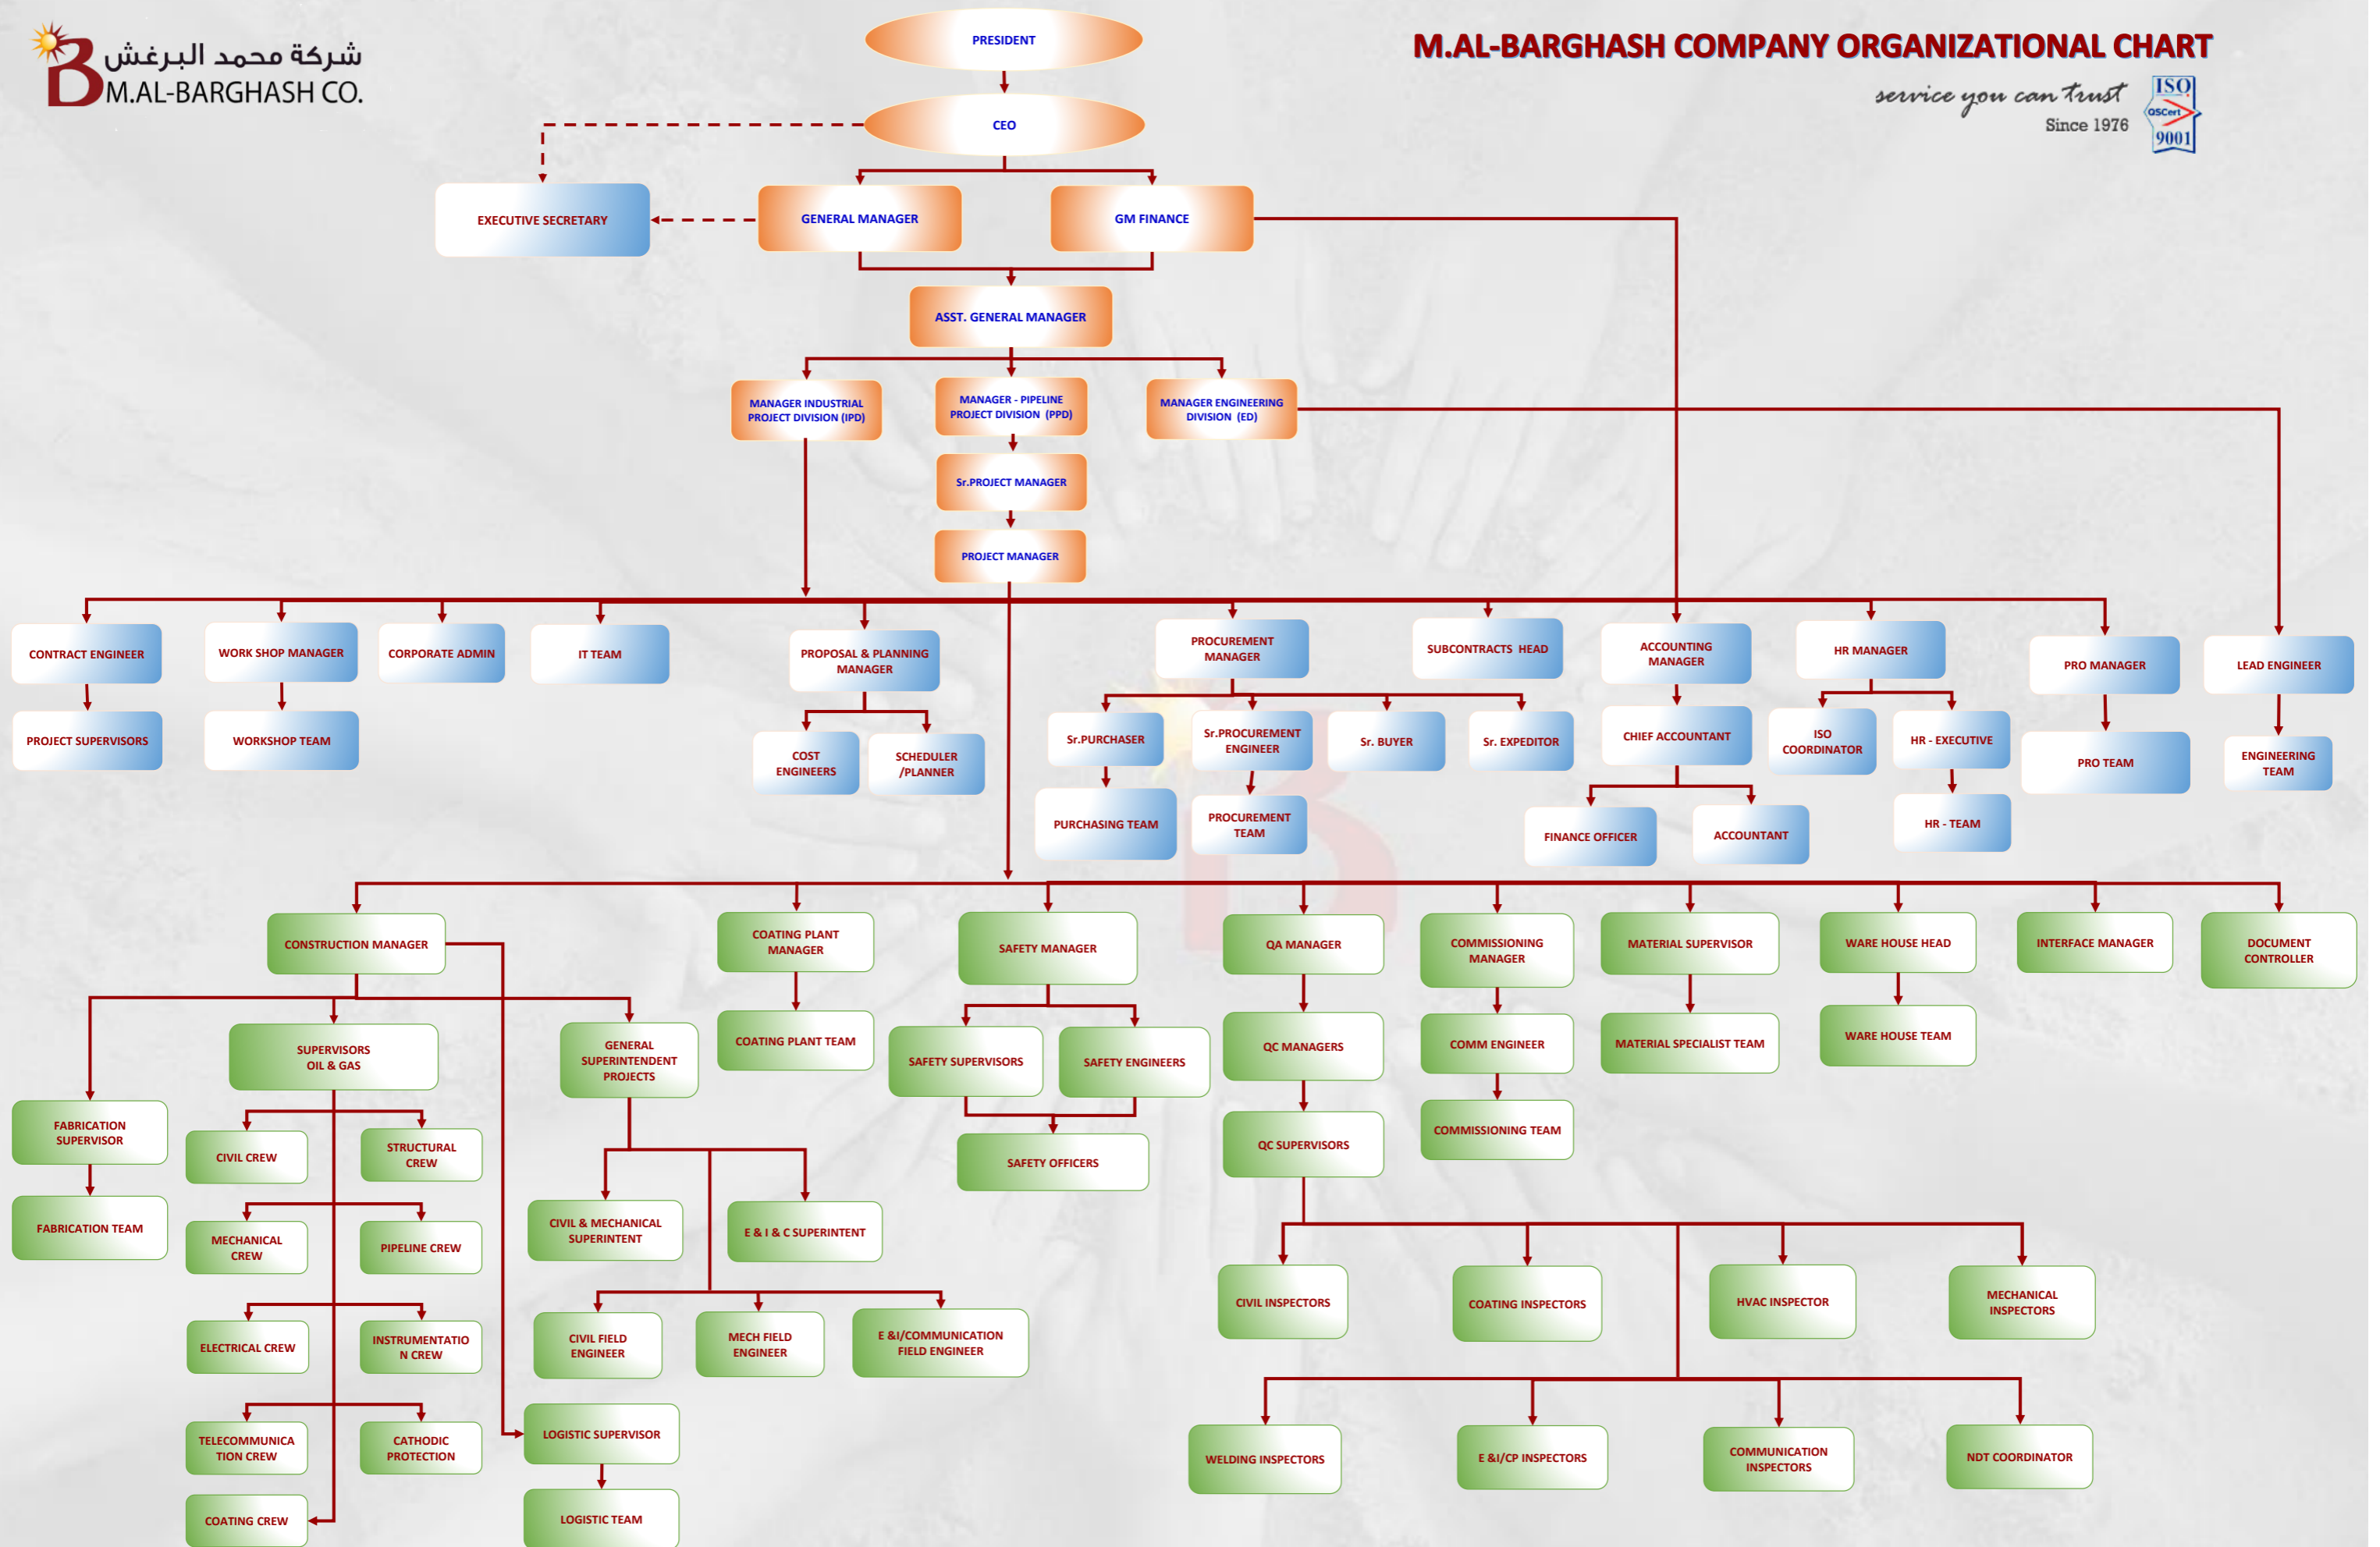 شركة محمد البرغش
M.AL-BARGHASH CO.
M.AL-BARGHASH COMPANY ORGANIZATIONAL CHART
service you can trust
Since 1976
ISO
QSCert
9001
PRESIDENT
CEO
EXECUTIVE SECRETARY
GENERAL MANAGER
GM FINANCE
ASST. GENERAL MANAGER
MANAGER INDUSTRIAL
PROJECT DIVISION (IPD)
MANAGER - PIPELINE
PROJECT DIVISION (PPD)
MANAGER ENGINEERING
DIVISION (ED)
Sr.PROJECT MANAGER
PROJECT MANAGER
CONTRACT ENGINEER
WORK SHOP MANAGER
CORPORATE ADMIN
IT TEAM
PROPOSAL & PLANNING
MANAGER
PROCUREMENT
MANAGER
SUBCONTRACTS HEAD
ACCOUNTING
MANAGER
HR MANAGER
PRO MANAGER
LEAD ENGINEER
PROJECT SUPERVISORS
WORKSHOP TEAM
COST
ENGINEERS
SCHEDULER
/PLANNER
Sr.PURCHASER
Sr.PROCUREMENT
ENGINEER
Sr. BUYER
Sr. EXPEDITOR
CHIEF ACCOUNTANT
ISO
COORDINATOR
HR - EXECUTIVE
PRO TEAM
ENGINEERING
TEAM
PURCHASING TEAM
PROCUREMENT
TEAM
FINANCE OFFICER
ACCOUNTANT
HR - TEAM
CONSTRUCTION MANAGER
COATING PLANT
MANAGER
SAFETY MANAGER
QA MANAGER
COMMISSIONING
MANAGER
MATERIAL SUPERVISOR
WARE HOUSE HEAD
INTERFACE MANAGER
DOCUMENT
CONTROLLER
SUPERVISORS
OIL & GAS
GENERAL
SUPERINTENDENT
PROJECTS
COATING PLANT TEAM
SAFETY SUPERVISORS
SAFETY ENGINEERS
QC MANAGERS
COMM ENGINEER
MATERIAL SPECIALIST TEAM
WARE HOUSE TEAM
FABRICATION
SUPERVISOR
CIVIL CREW
STRUCTURAL
CREW
SAFETY OFFICERS
QC SUPERVISORS
COMMISSIONING TEAM
FABRICATION TEAM
MECHANICAL
CREW
PIPELINE CREW
CIVIL & MECHANICAL
SUPERINTENT
E & I & C SUPERINTENT
CIVIL INSPECTORS
COATING INSPECTORS
HVAC INSPECTOR
MECHANICAL
INSPECTORS
ELECTRICAL CREW
INSTRUMENTATIO
N CREW
CIVIL FIELD
ENGINEER
MECH FIELD
ENGINEER
E &I/COMMUNICATION
FIELD ENGINEER
TELECOMMUNICA
TION CREW
CATHODIC
PROTECTION
LOGISTIC SUPERVISOR
WELDING INSPECTORS
E &I/CP INSPECTORS
COMMUNICATION
INSPECTORS
NDT COORDINATOR
COATING CREW
LOGISTIC TEAM